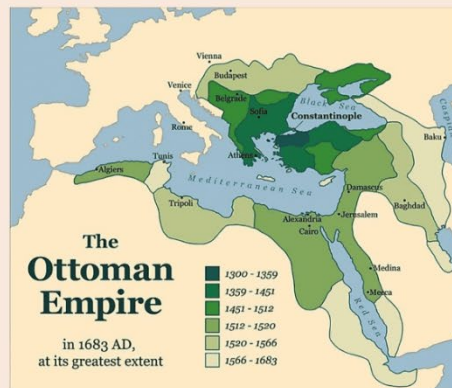 Vienna
Budapest
Venice
Belgrade
Black Sea
Caspian
Sofia
Rome
Constantinople
Baku
Athens
Tunis
Algiers
Mediterranean Sea
Damascus
Tripoli
Baghdad
Alexandria
Jerusalem
Cairo
The
Ottoman
Empire
in 1683 AD,
at its greatest extent
1300 - 1359
1359 - 1451
1451 - 1512
1512 - 1520
1520 - 1566
1566 - 1683
Medina
Mecca
Red Sea